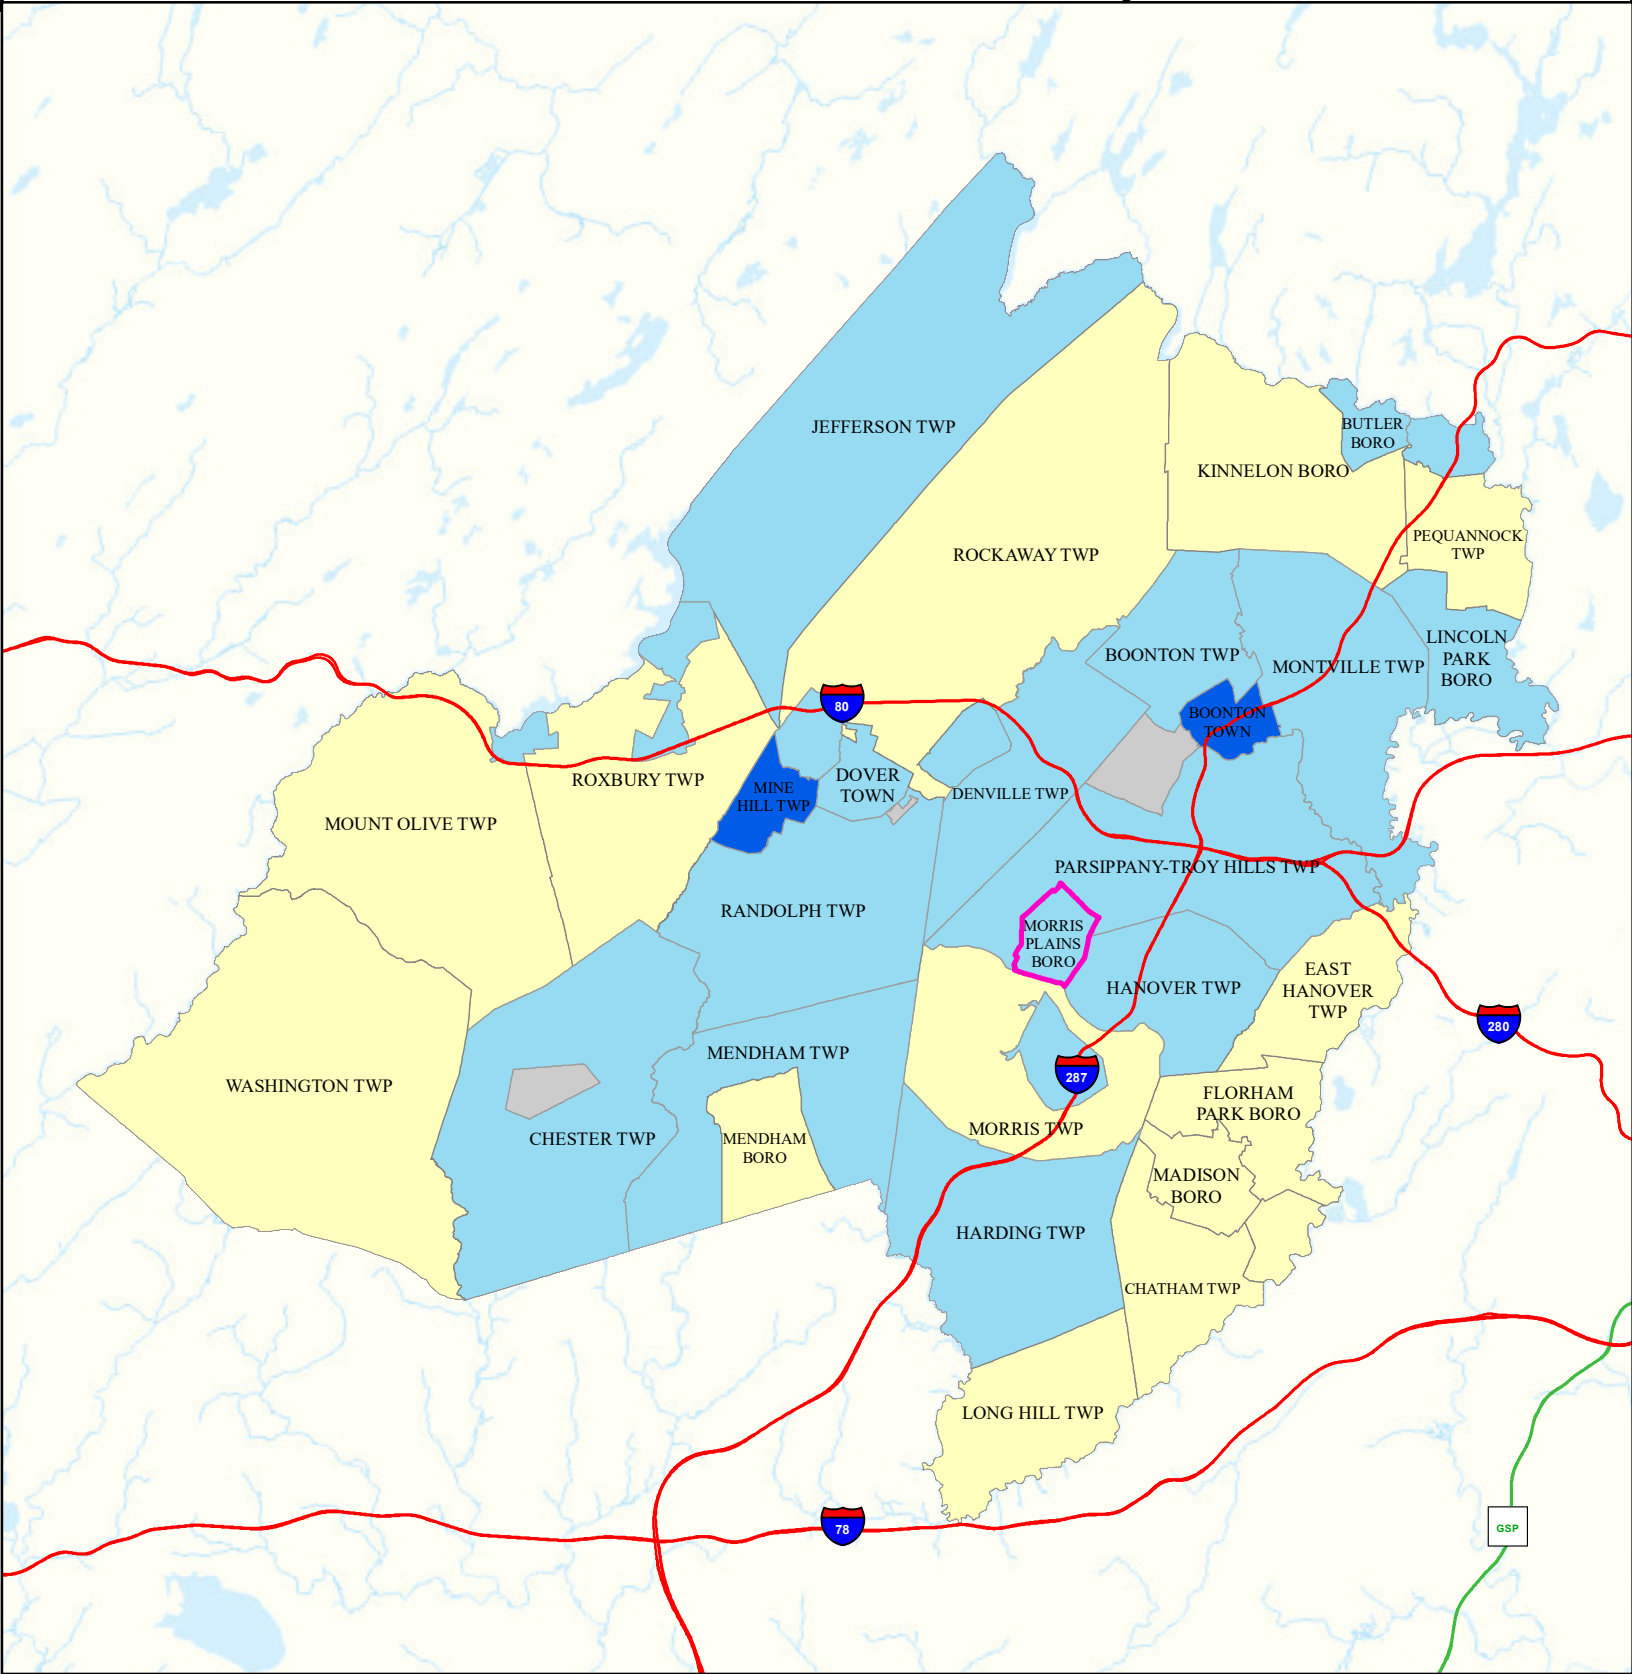 JEFFERSON TWP
BUTLER
BORO
KINNELON BORO
PEQUANNOCK
TWP
ROCKAWAY TWP
LINCOLN
PARK
BORO
BOONTON TWP
MONTVILLE TWP
80
BOONTON
TOWN
ROXBURY TWP
DOVER
TOWN
MINE
HILL TWP
DENVILLE TWP
MOUNT OLIVE TWP
PARSIPPANY-TROY HILLS TWP
RANDOLPH TWP
MORRIS
PLAINS
BORO
EAST
HANOVER
TWP
HANOVER TWP
280
MENDHAM TWP
287
WASHINGTON TWP
FLORHAM
PARK BORO
MORRIS TWP
CHESTER TWP
MENDHAM
BORO
MADISON
BORO
HARDING TWP
CHATHAM TWP
LONG HILL TWP
78
GSP